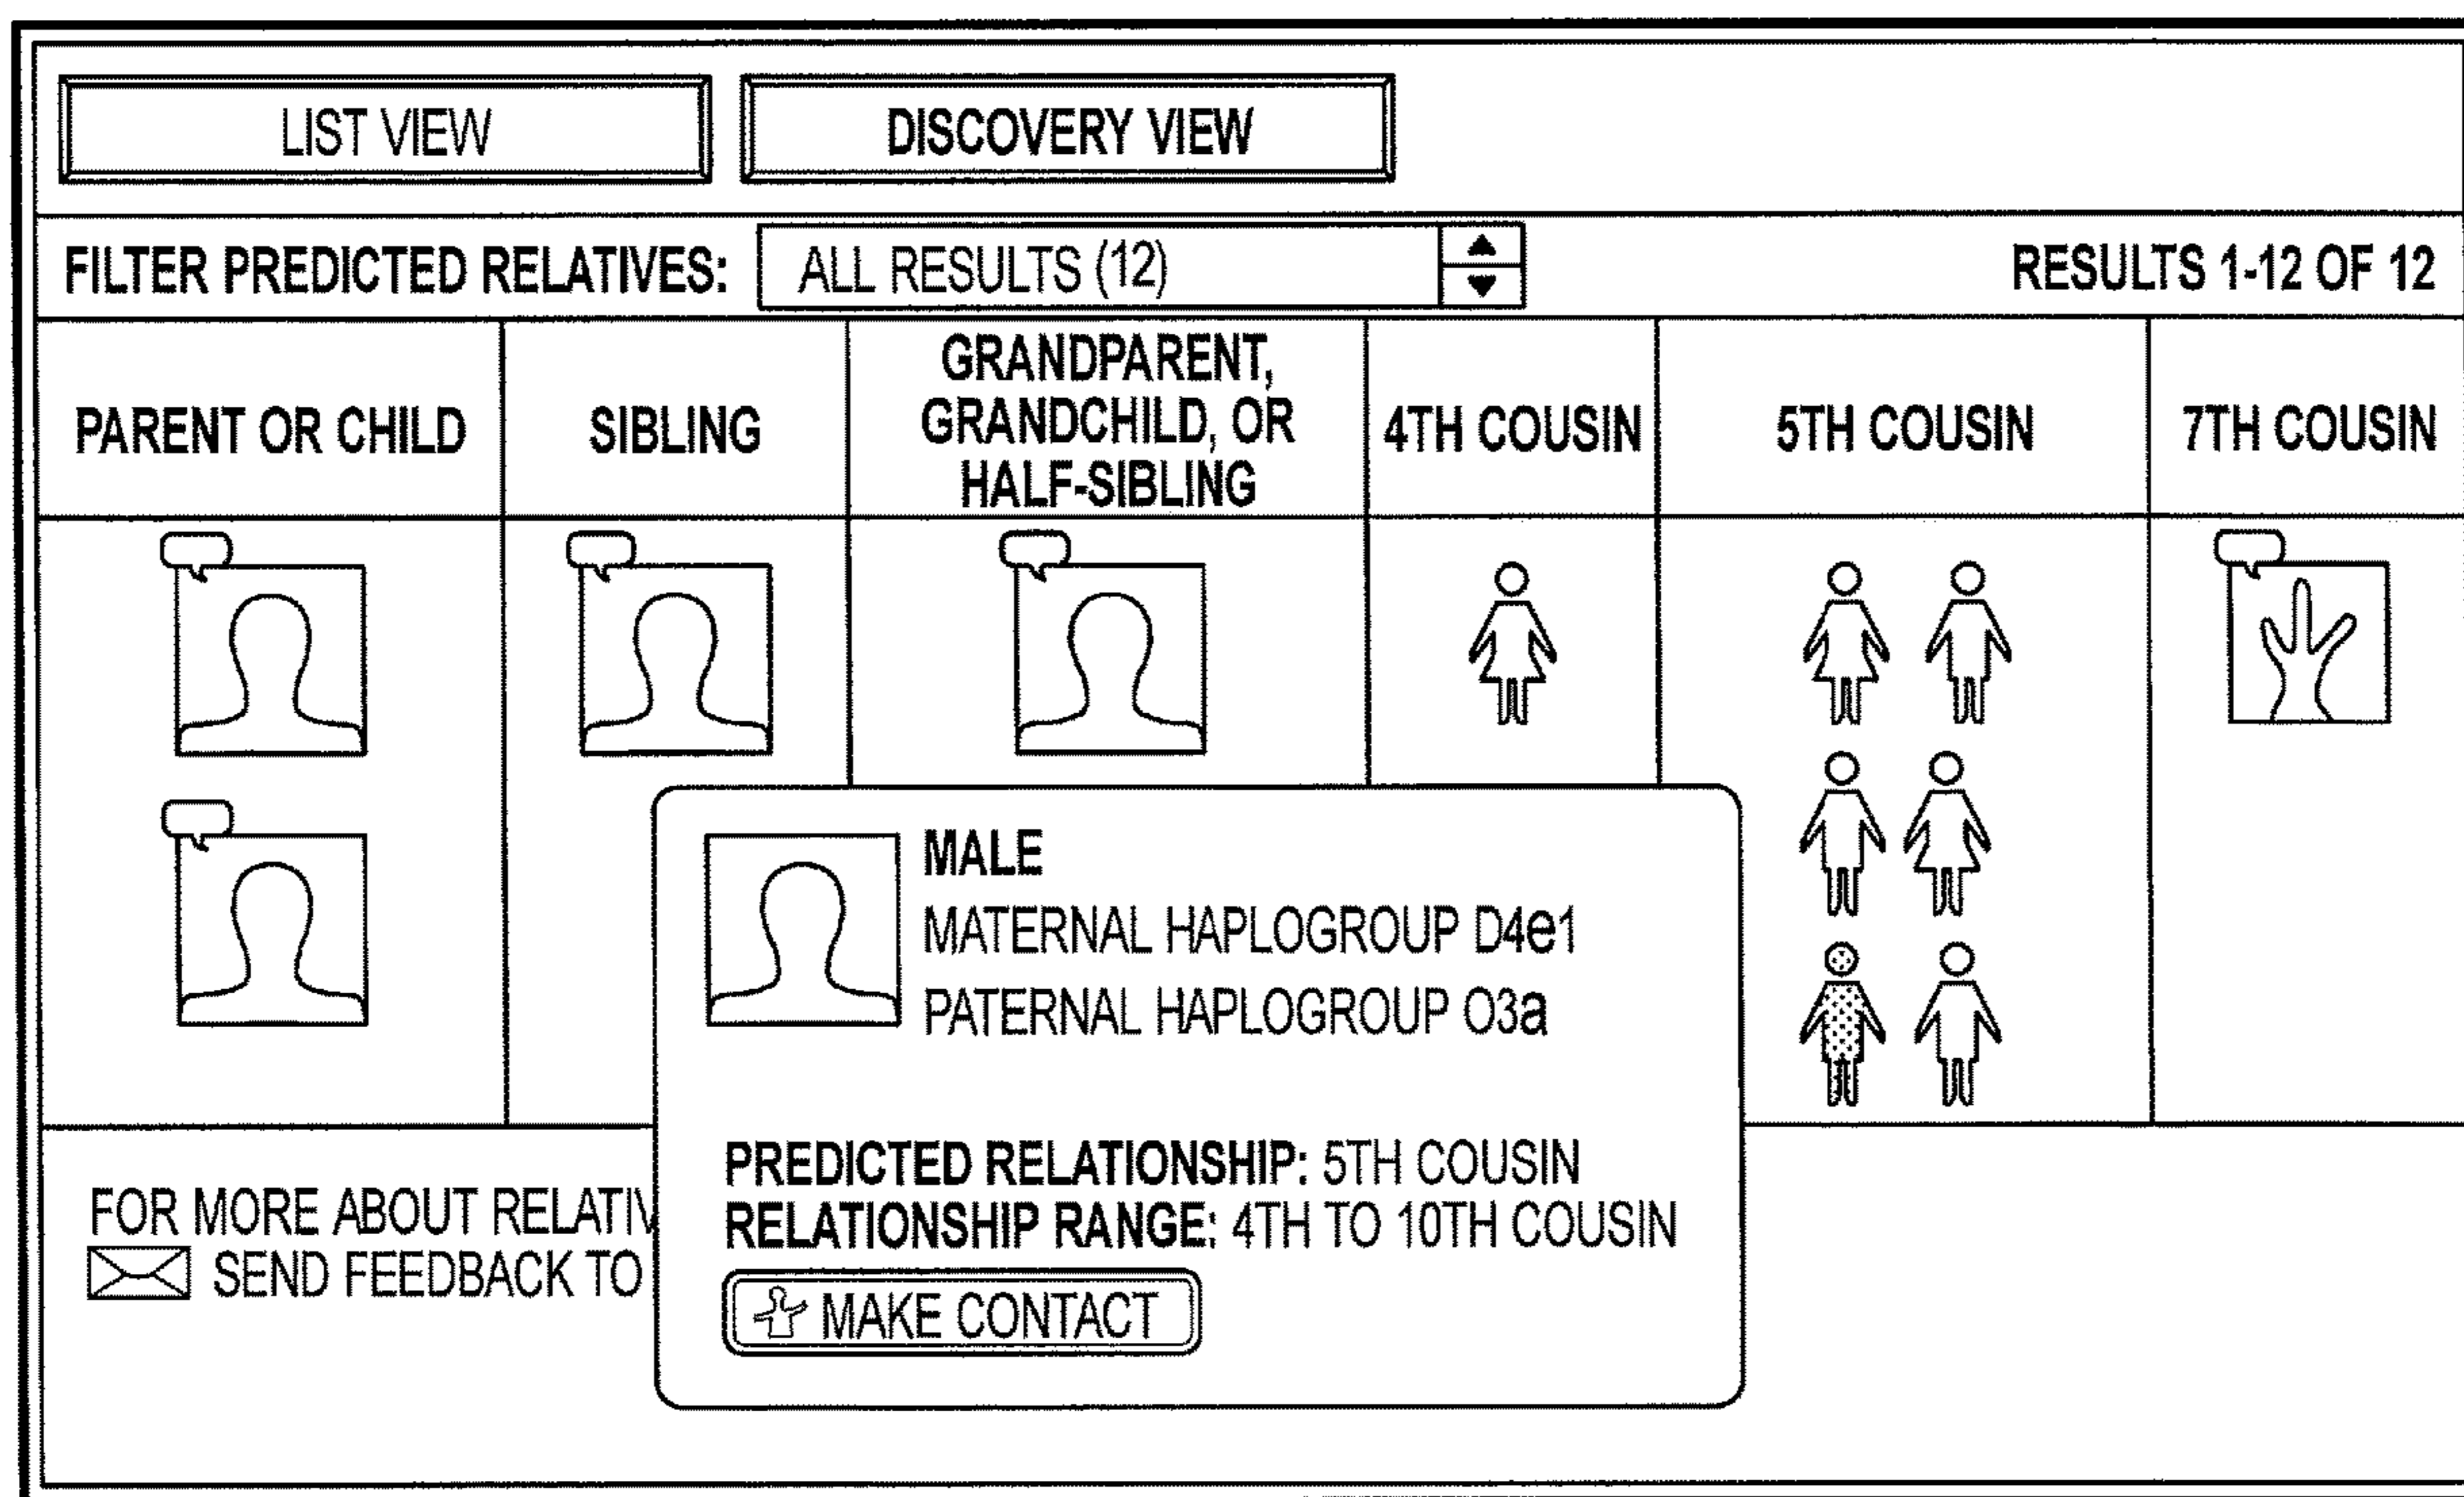 LIST VIEW
DISCOVERY VIEW
FILTER PREDICTED RELATIVES:
ALL RESULTS (12)
RESULTS 1-12 OF 12
PARENT OR CHILD
SIBLING
GRANDPARENT,
GRANDCHILD, OR
HALF-SIBLING
4TH COUSIN
5TH COUSIN
7TH COUSIN
MALE
MATERNAL HAPLOGROUP D4e1
PATERNAL HAPLOGROUP O3a
PREDICTED RELATIONSHIP: 5TH COUSIN
RELATIONSHIP RANGE: 4TH TO 10TH COUSIN
MAKE CONTACT
FOR MORE ABOUT
SEND FEEDBACK TO